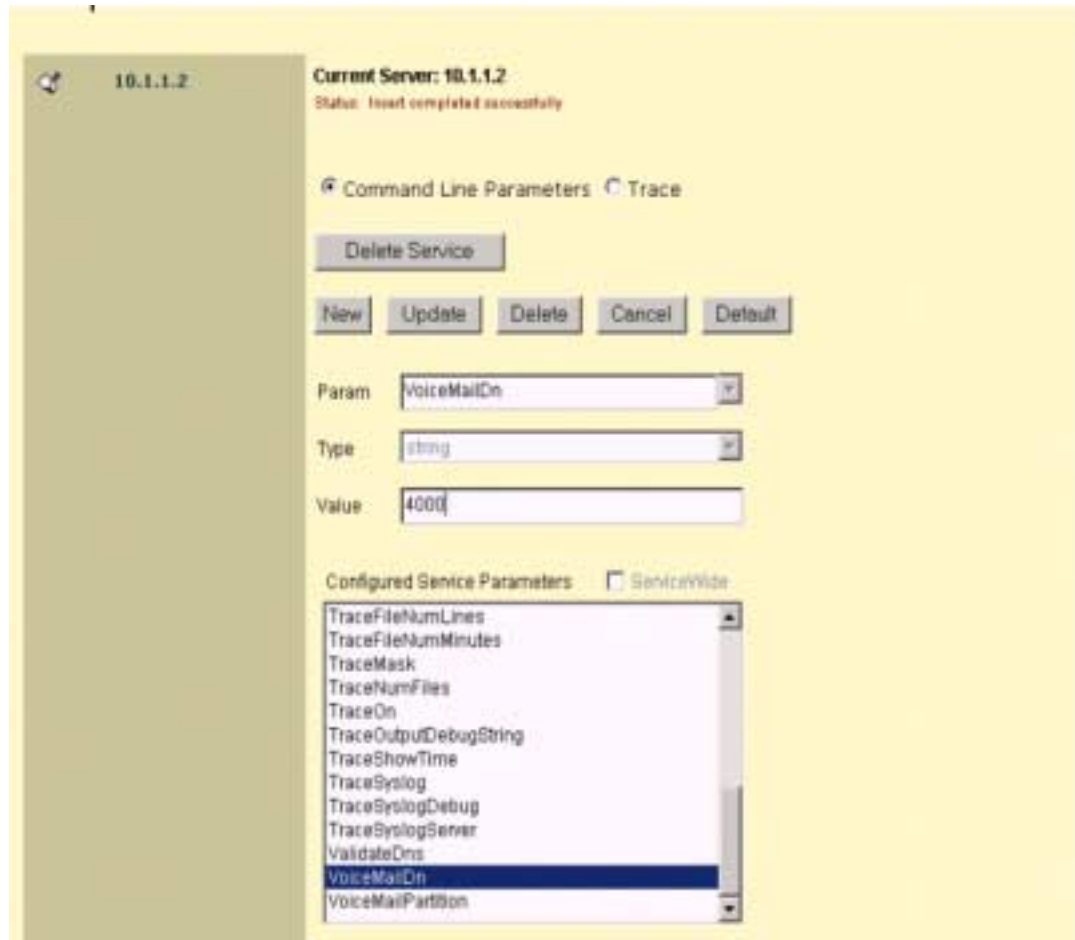 10.1.1.2
Current Server: 10.1.1.2
Status: Insert completed successfully
Command Line Parameters Trace
Delete Service
New Update Delete Cancel Default
Param VoiceMailDn
Type string
Value 4000
Configured Service Parameters ServiceWide
TraceFileNumLines
TraceFileNumMinutes
TraceMask
TraceNumFiles
TraceOn
TraceOutputDebugString
TraceShowTime
TraceSyslog
TraceSyslogDebug
TraceSyslogServer
ValidateDns
VoiceMailDn
VoiceMailPartition